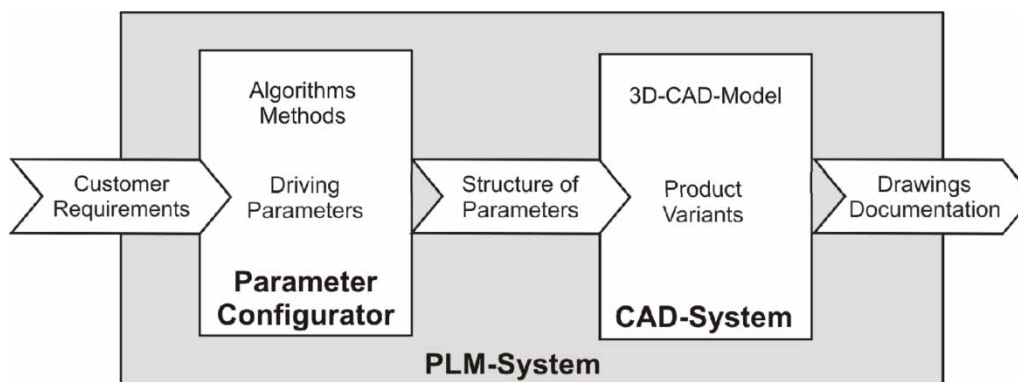 Customer
Requirements
Algorithms
Methods
Driving
Parameters
Parameter
Configurator
Structure of
Parameters
3D-CAD-Model
Product
Variants
CAD-System
Drawings
Documentation
PLM-System